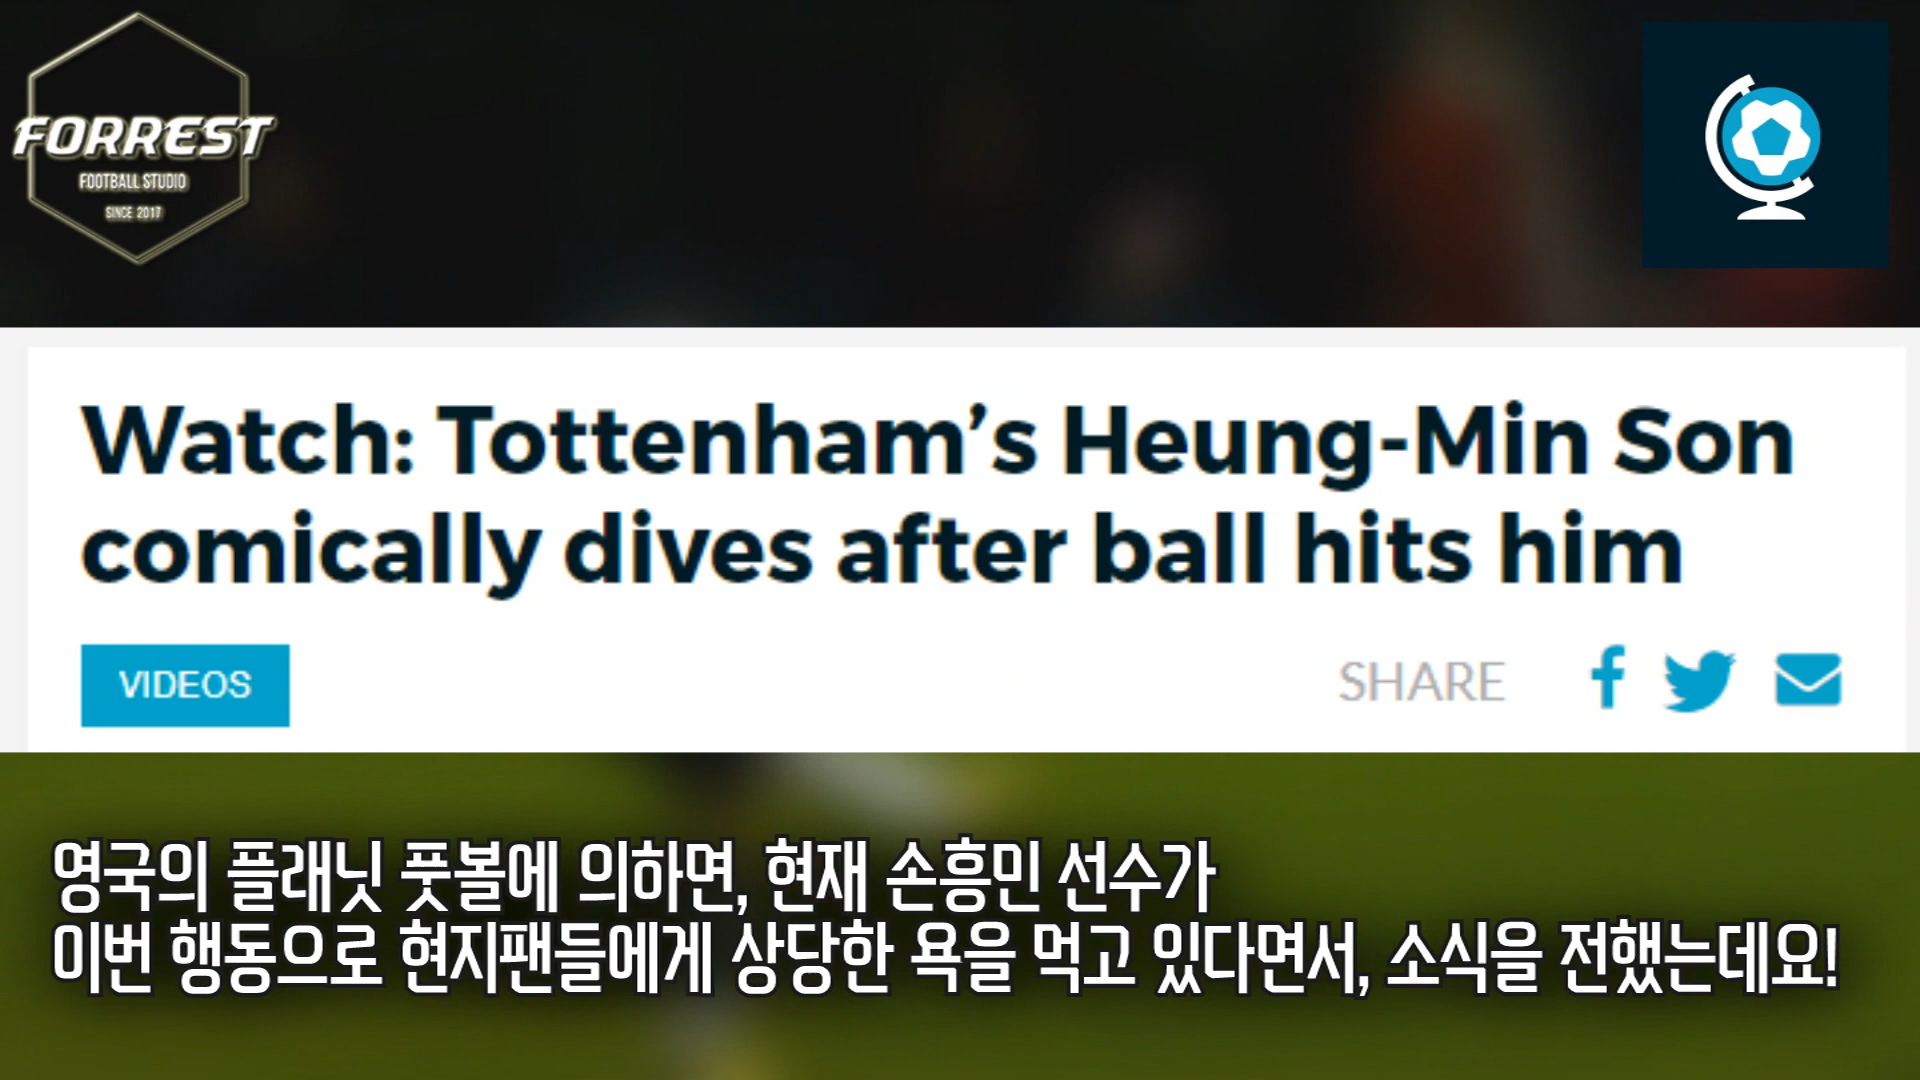 FORREST
FOOTBALL STUDIO
SINCE 2017
Watch: Tottenham’s Heung-Min Son
comically dives after ball hits him
VIDEOS
SHARE
영국의 플래닛 풋볼에 의하면, 현재 손흥민 선수가
이번 행동으로 현지팬들에게 상당한 욕을 먹고 있다면서, 소식을 전했는데요!